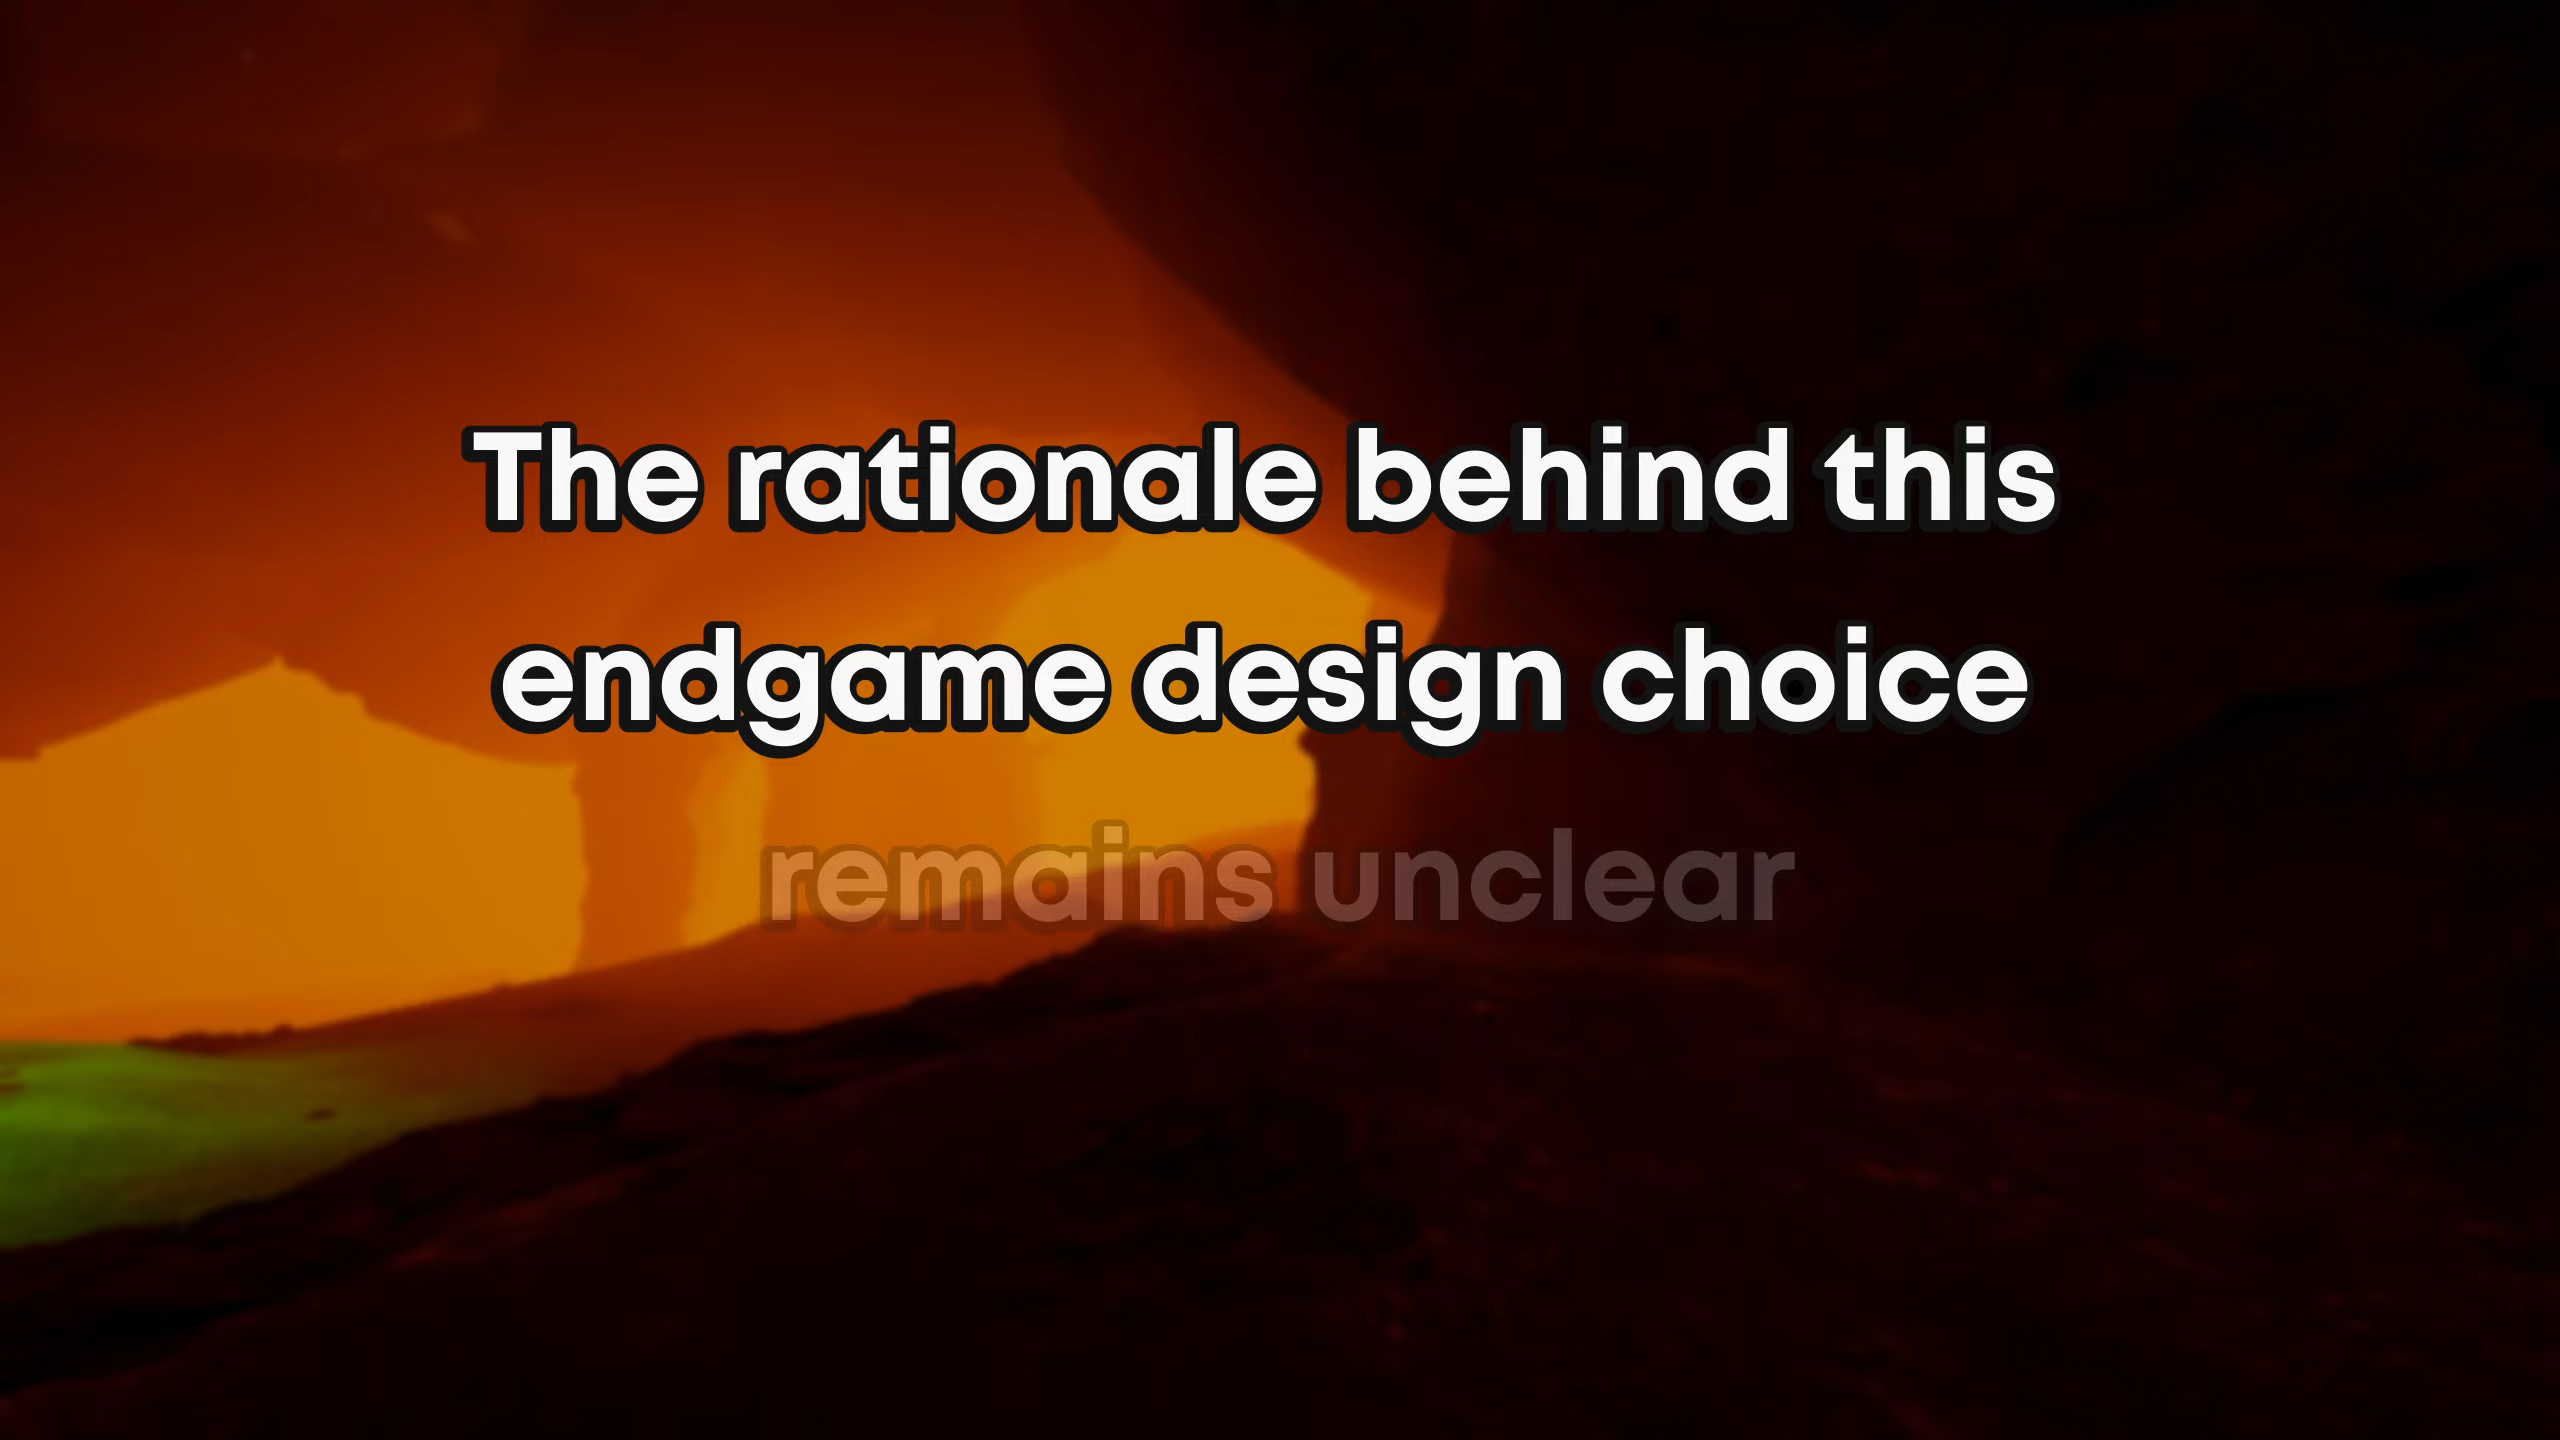 The rationale behind this
endgame design choice
remains unclear